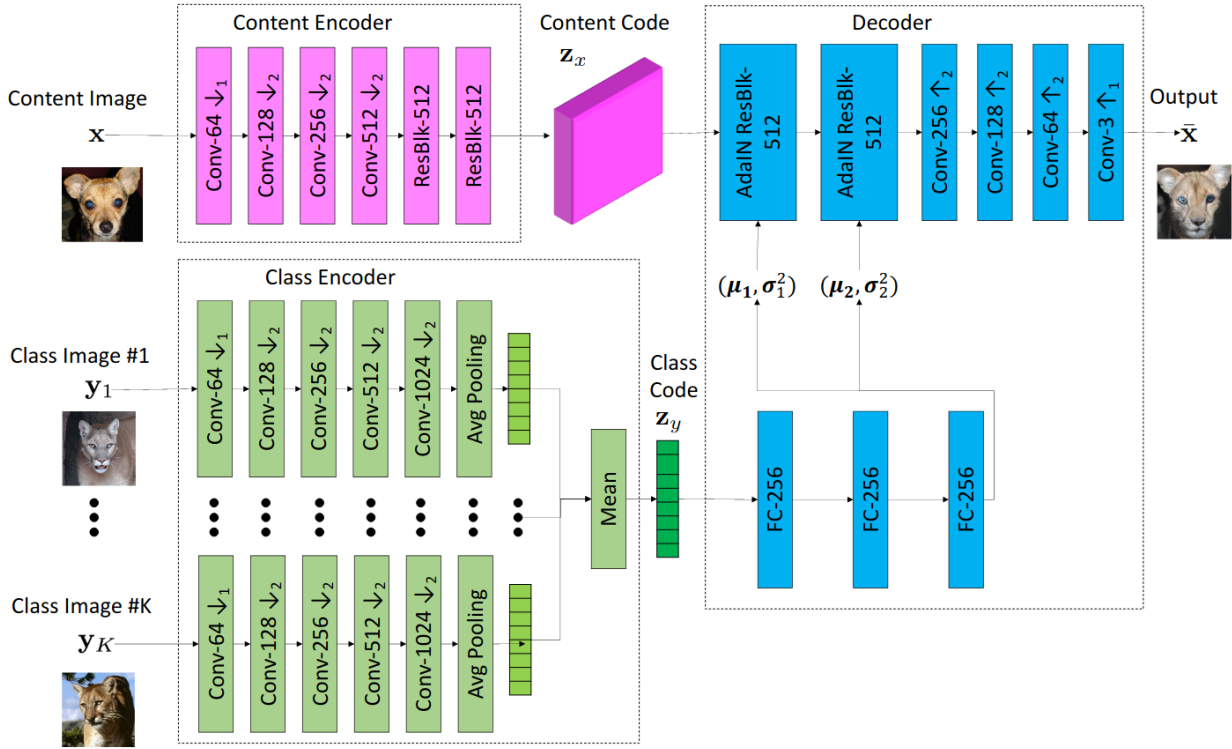 Content Encoder
Content Code
Decoder
z_x
Content Image
x
Conv-64 ↓1
Conv-128 ↓2
Conv-256 ↓2
Conv-512 ↓2
ResBlk-512
ResBlk-512
AdaIN ResBlk-
512
AdaIN ResBlk-
512
Conv-256 ↑2
Conv-128 ↑2
Conv-64 ↑2
Conv-3 ↑1
Output
x̄
Class Encoder
(μ1, σ1²)
(μ2, σ2²)
Class Image #1
y1
Conv-64 ↓1
Conv-128 ↓2
Conv-256 ↓2
Conv-512 ↓2
Conv-1024 ↓2
Avg Pooling
Class
Code
z_y
Mean
FC-256
FC-256
FC-256
Class Image #K
y_K
Conv-64 ↓1
Conv-128 ↓2
Conv-256 ↓2
Conv-512 ↓2
Conv-1024 ↓2
Avg Pooling